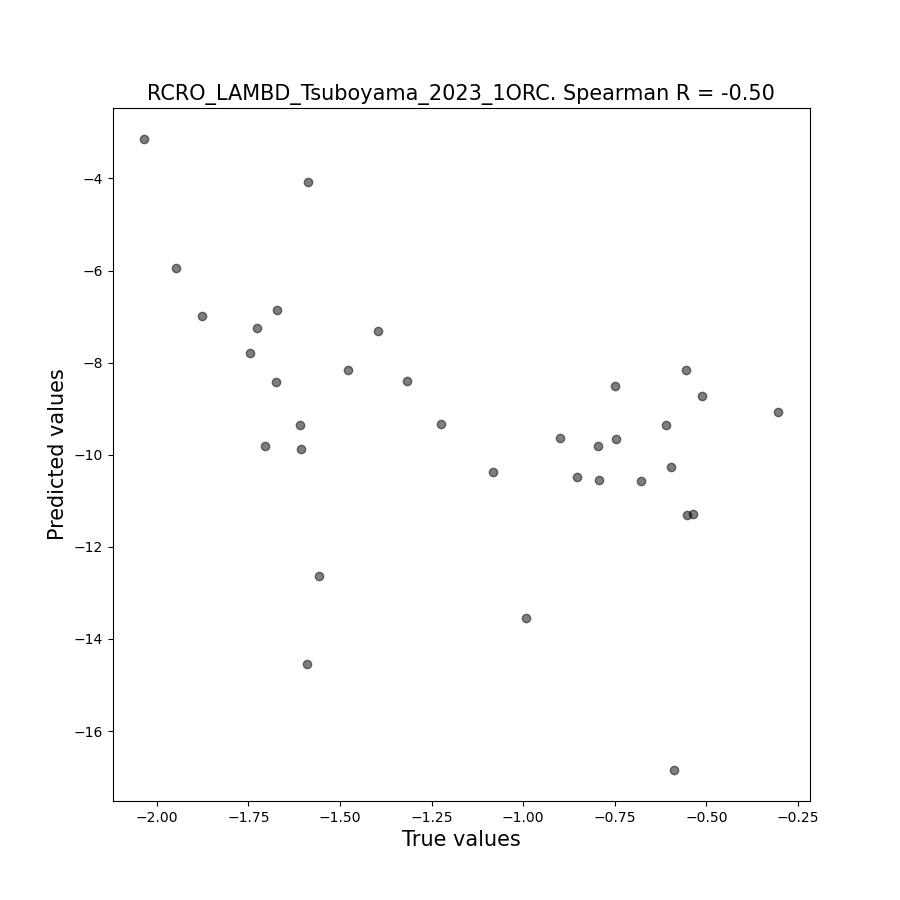 RCRO_LAMBD_Tsuboyama_2023_1ORC. Spearman R = -0.50
Predicted values
−4
−6
−8
−10
−12
−14
−16
−2.00 −1.75 −1.50 −1.25 −1.00 −0.75 −0.50 −0.25
True values